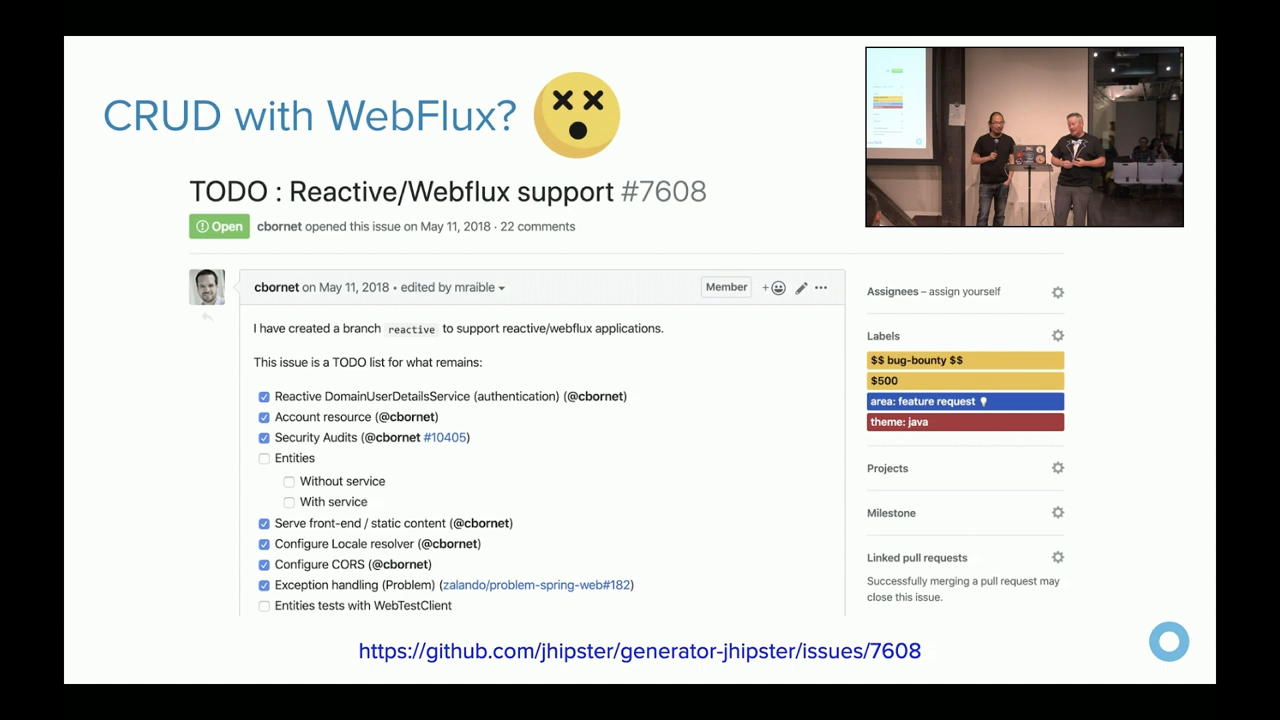 CRUD with WebFlux?
TODO : Reactive/Webflux support #7608
Open cbornet opened this issue on May 11, 2018 · 22 comments
cbornet on May 11, 2018 • edited by mraible
Member
I have created a branch reactive to support reactive/webflux applications.
This issue is a TODO list for what remains:
Reactive DomainUserDetailsService (authentication) (@cbornet)
Account resource (@cbornet)
Security Audits (@cbornet #10405)
Entities
Without service
With service
Serve front-end / static content (@cbornet)
Configure Locale resolver (@cbornet)
Configure CORS (@cbornet)
Exception handling (Problem) (zalando/problem-spring-web#182)
Entities tests with WebTestClient
Assignees – assign yourself
Labels
$$ bug-bounty $$
$500
area: feature request
theme: java
Projects
Milestone
Linked pull requests
Successfully merging a pull request may
close this issue.
https://github.com/jhipster/generator-jhipster/issues/7608